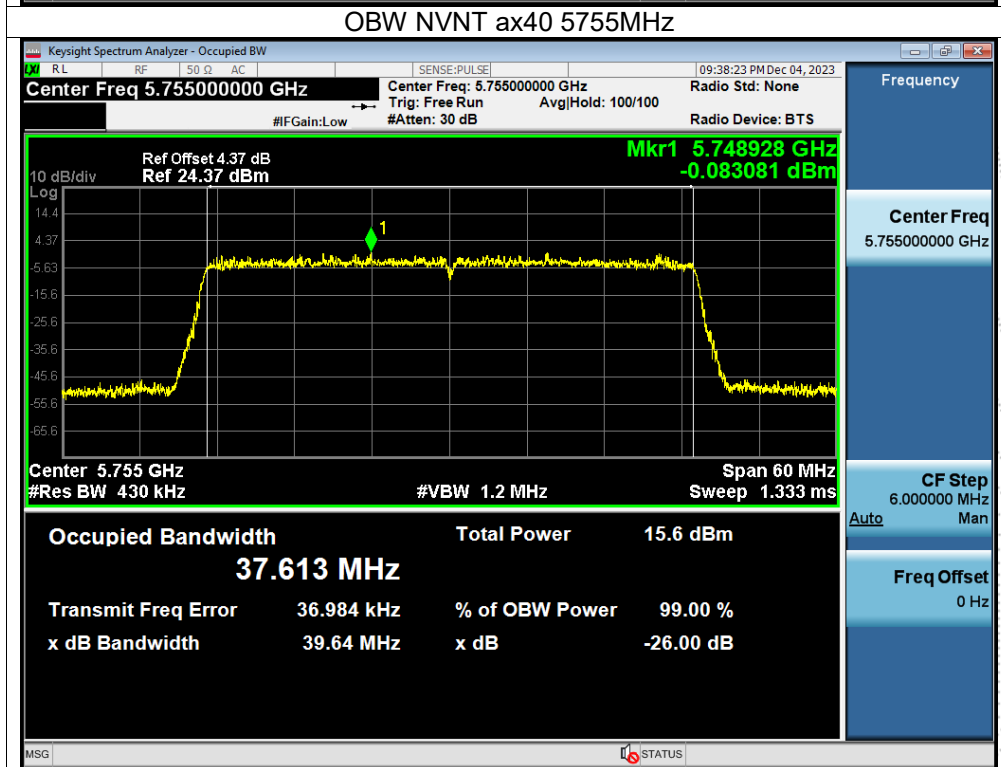 OBW NVNT ax40 5755MHz
Keysight Spectrum Analyzer - Occupied BW
LXI RL RF 50 Ω AC SENSE:PULSE 09:38:23 PM Dec 04, 2023
Center Freq 5.755000000 GHz
Center Freq: 5.755000000 GHz
Radio Std: None
Trig: Free Run Avg|Hold: 100/100
#IFGain:Low
#Atten: 30 dB
Radio Device: BTS
Frequency
Mkr1 5.748928 GHz
-0.083081 dBm
Ref Offset 4.37 dB
10 dB/div Ref 24.37 dBm
Log
14.4
4.37
-5.63
-15.6
-25.6
-35.6
-45.6
-55.6
-65.6
1
Center 5.755 GHz
Span 60 MHz
#Res BW 430 kHz
#VBW 1.2 MHz
Sweep 1.333 ms
Center Freq
5.755000000 GHz
CF Step
6.000000 MHz
Auto Man
Freq Offset
0 Hz
Occupied Bandwidth
37.613 MHz
Total Power 15.6 dBm
Transmit Freq Error 36.984 kHz
% of OBW Power 99.00 %
x dB Bandwidth 39.64 MHz
x dB -26.00 dB
MSG
STATUS